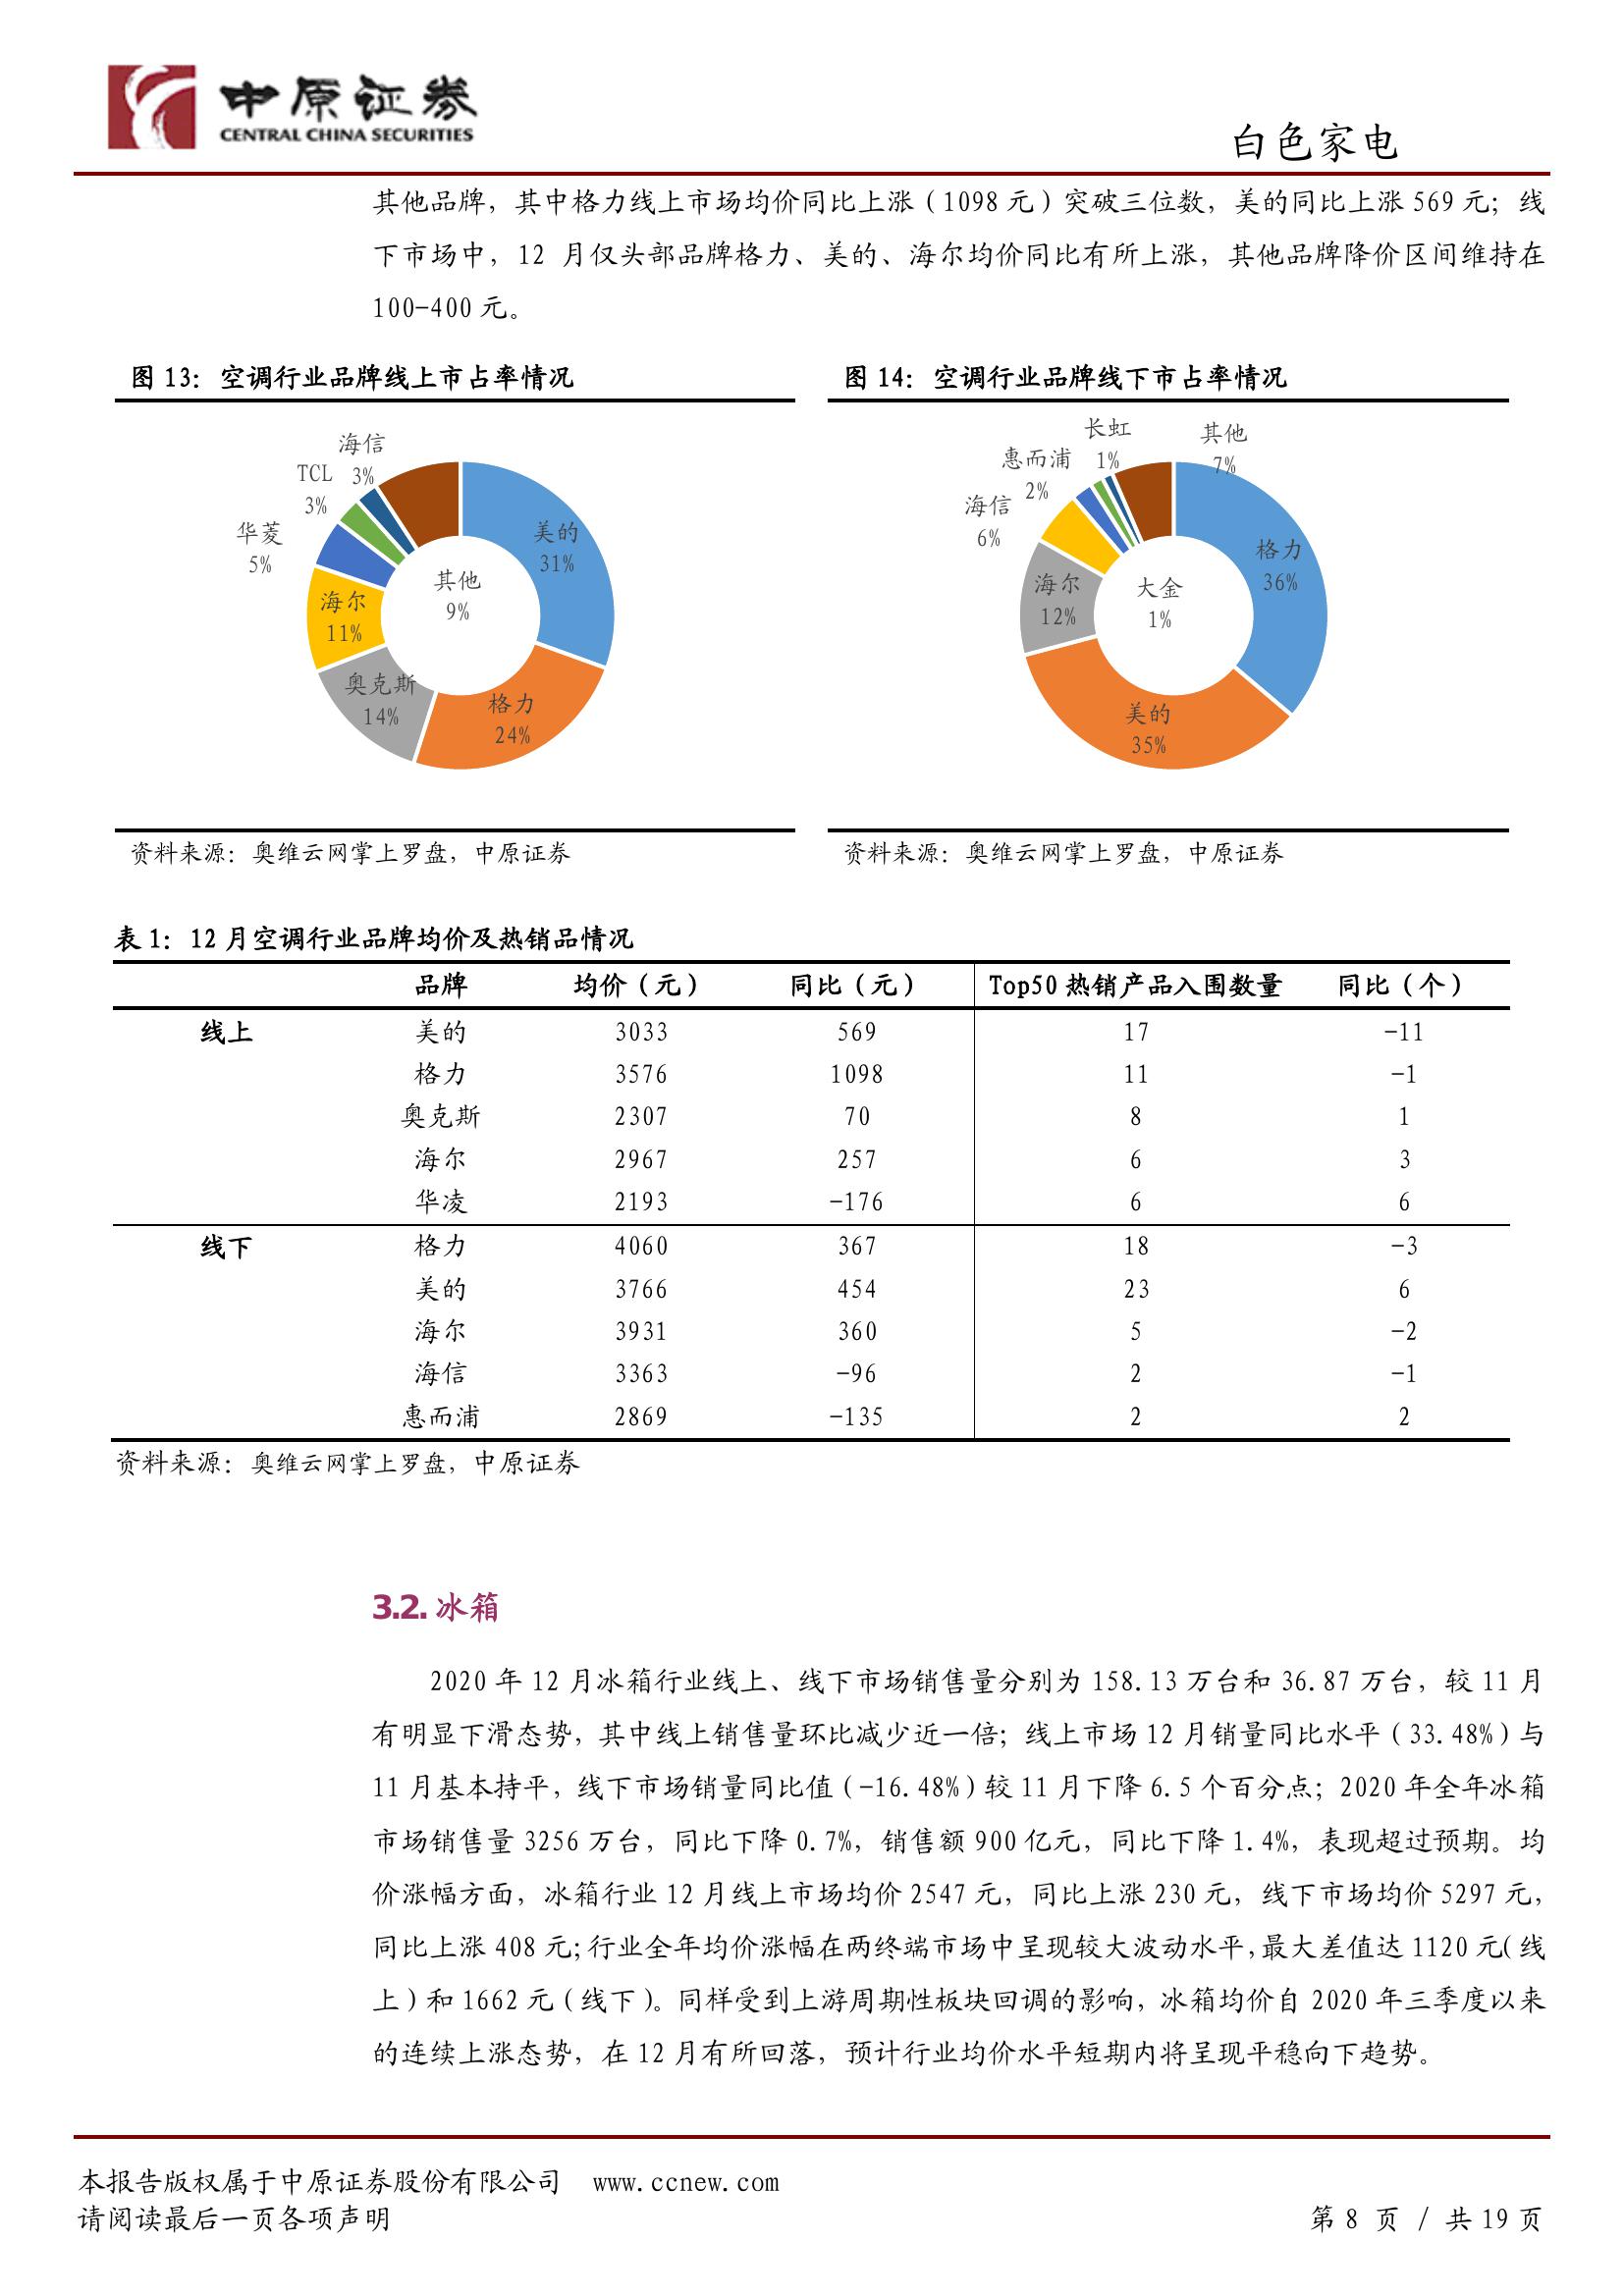 中原证券
CENTRAL CHINA SECURITIES
白色家电
其他品牌，其中格力线上市场均价同比上涨（1098 元）突破三位数，美的同比上涨 569 元；线
下市场中，12 月仅头部品牌格力、美的、海尔均价同比有所上涨，其他品牌降价区间维持在
100-400 元。
图 13：空调行业品牌线上市占率情况
海信
3%
TCL
3%
华菱
5%
海尔
11%
奥克斯
14%
格力
24%
美的
31%
其他
9%
资料来源：奥维云网掌上罗盘，中原证券
图 14：空调行业品牌线下市占率情况
长虹
1%
其他
7%
惠而浦
2%
海信
6%
海尔
12%
美的
35%
格力
36%
大金
1%
资料来源：奥维云网掌上罗盘，中原证券
表 1：12 月空调行业品牌均价及热销品情况
品牌 均价（元） 同比（元） Top50 热销产品入围数量 同比（个）
线上 美的 3033 569 17 -11
格力 3576 1098 11 -1
奥克斯 2307 70 8 1
海尔 2967 257 6 3
华凌 2193 -176 6 6
线下 格力 4060 367 18 -3
美的 3766 454 23 6
海尔 3931 360 5 -2
海信 3363 -96 2 -1
惠而浦 2869 -135 2 2
资料来源：奥维云网掌上罗盘，中原证券
3.2. 冰箱
2020 年 12 月冰箱行业线上、线下市场销售量分别为 158.13 万台和 36.87 万台，较 11 月
有明显下滑态势，其中线上销售量环比减少近一倍；线上市场 12 月销量同比水平（33.48%）与
11 月基本持平，线下市场销量同比值（-16.48%）较 11 月下降 6.5 个百分点；2020 年全年冰箱
市场销售量 3256 万台，同比下降 0.7%，销售额 900 亿元，同比下降 1.4%，表现超过预期。均
价涨幅方面，冰箱行业 12 月线上市场均价 2547 元，同比上涨 230 元，线下市场均价 5297 元，
同比上涨 408 元；行业全年均价涨幅在两终端市场中呈现较大波动水平，最大差值达 1120 元（线
上）和 1662 元（线下）。同样受到上游周期性板块回调的影响，冰箱均价自 2020 年三季度以来
的连续上涨态势，在 12 月有所回落，预计行业均价水平短期内将呈现平稳向下趋势。
本报告版权属于中原证券股份有限公司 www.ccnew.com
请阅读最后一页各项声明
第 8 页 / 共 19 页